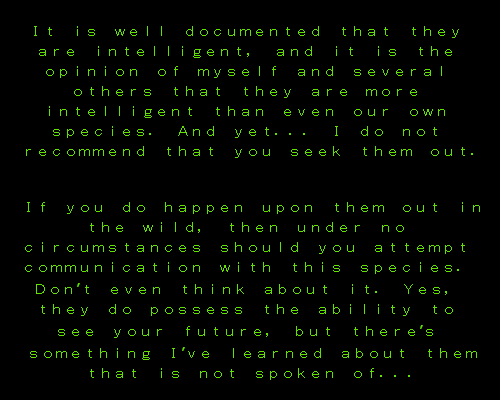 It is well documented that they
are intelligent, and it is the
opinion of myself and several
others that they are more
intelligent than even our own
species. And yet... I do not
recommend that you seek them out.
If you do happen upon them out in
the wild, then under no
circumstances should you attempt
communication with this species.
Don't even think about it. Yes,
they do possess the ability to
see your future, but there's
something I've learned about them
that is not spoken of...